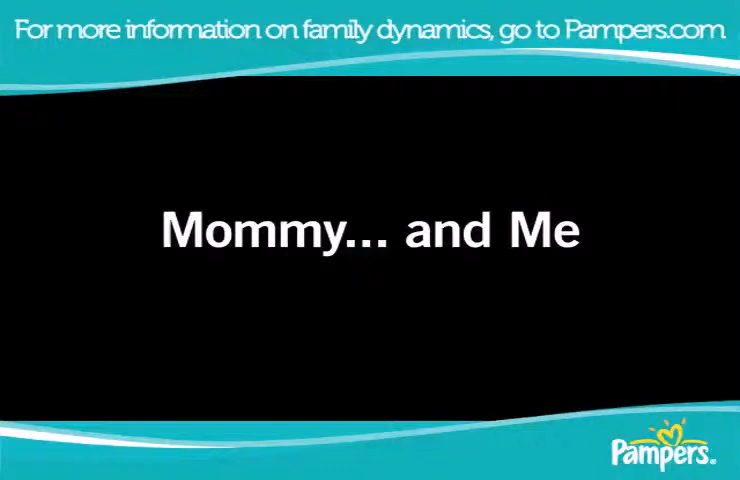 For more information on family dynamics, go to Pampers.com
Mommy... and Me
Pampers®